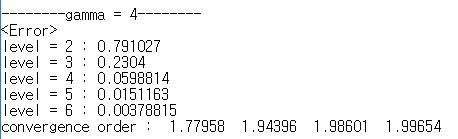 --------gamma = 4--------
<Error>
level = 2 : 0.791027
level = 3 : 0.2304
level = 4 : 0.0598814
level = 5 : 0.0151163
level = 6 : 0.00378815
convergence order :  1.77958  1.94396  1.98601  1.99654